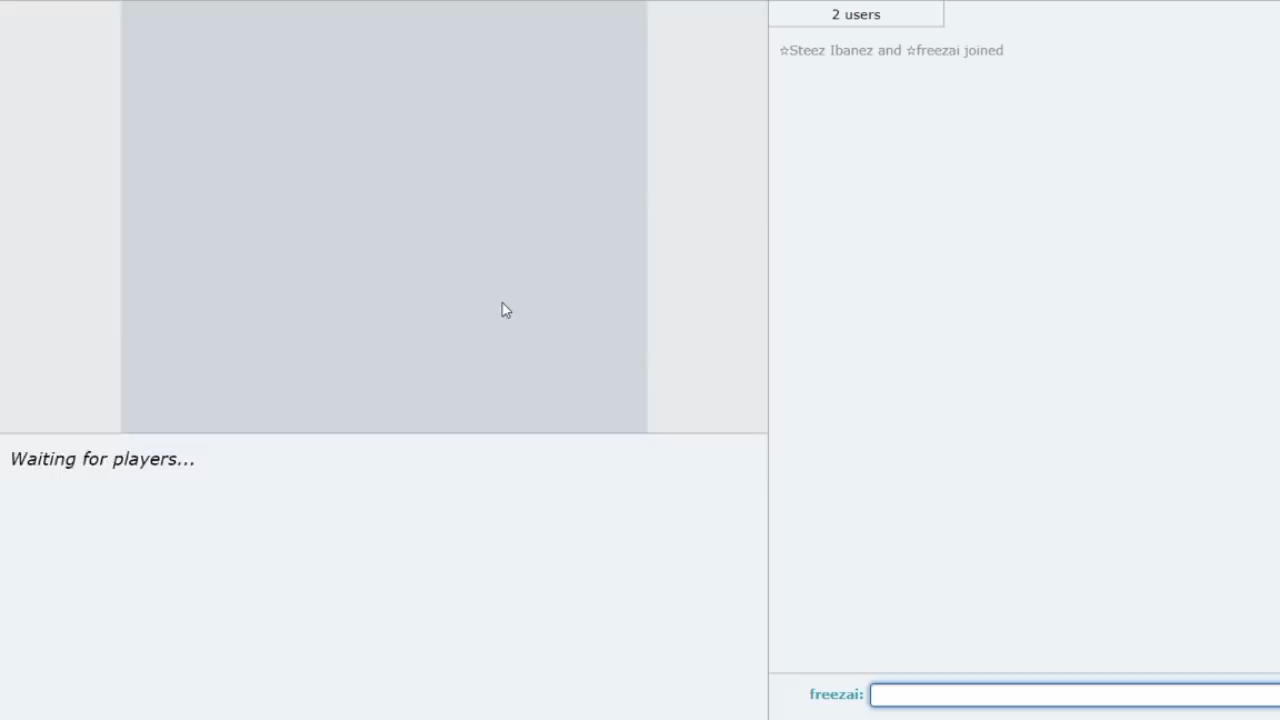 2 users
☆Steez Ibanez and ☆freezai joined
Waiting for players...
freezai: